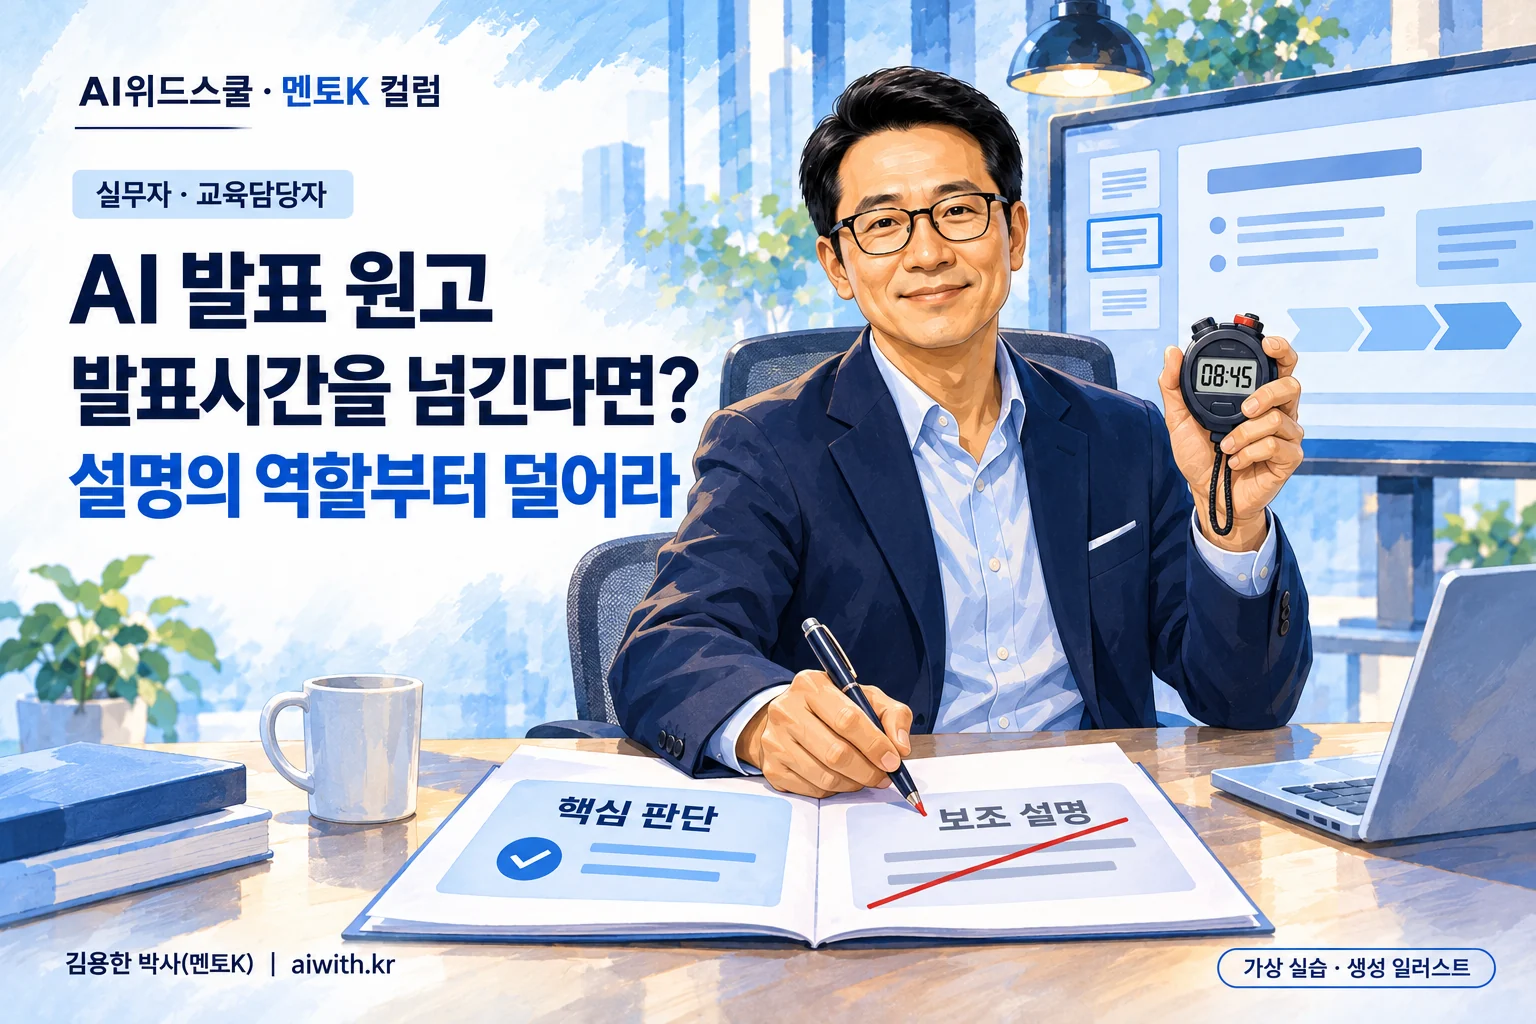 AI위드스쿨 · 멘토K 컬럼
실무자 · 교육담당자
AI 발표 원고
발표시간을 넘긴다면?
설명의 역할부터 덜어라
08:45
핵심 판단
보조 설명
김용한 박사(멘토K) | aiwith.kr
가상 실습 · 생성 일러스트